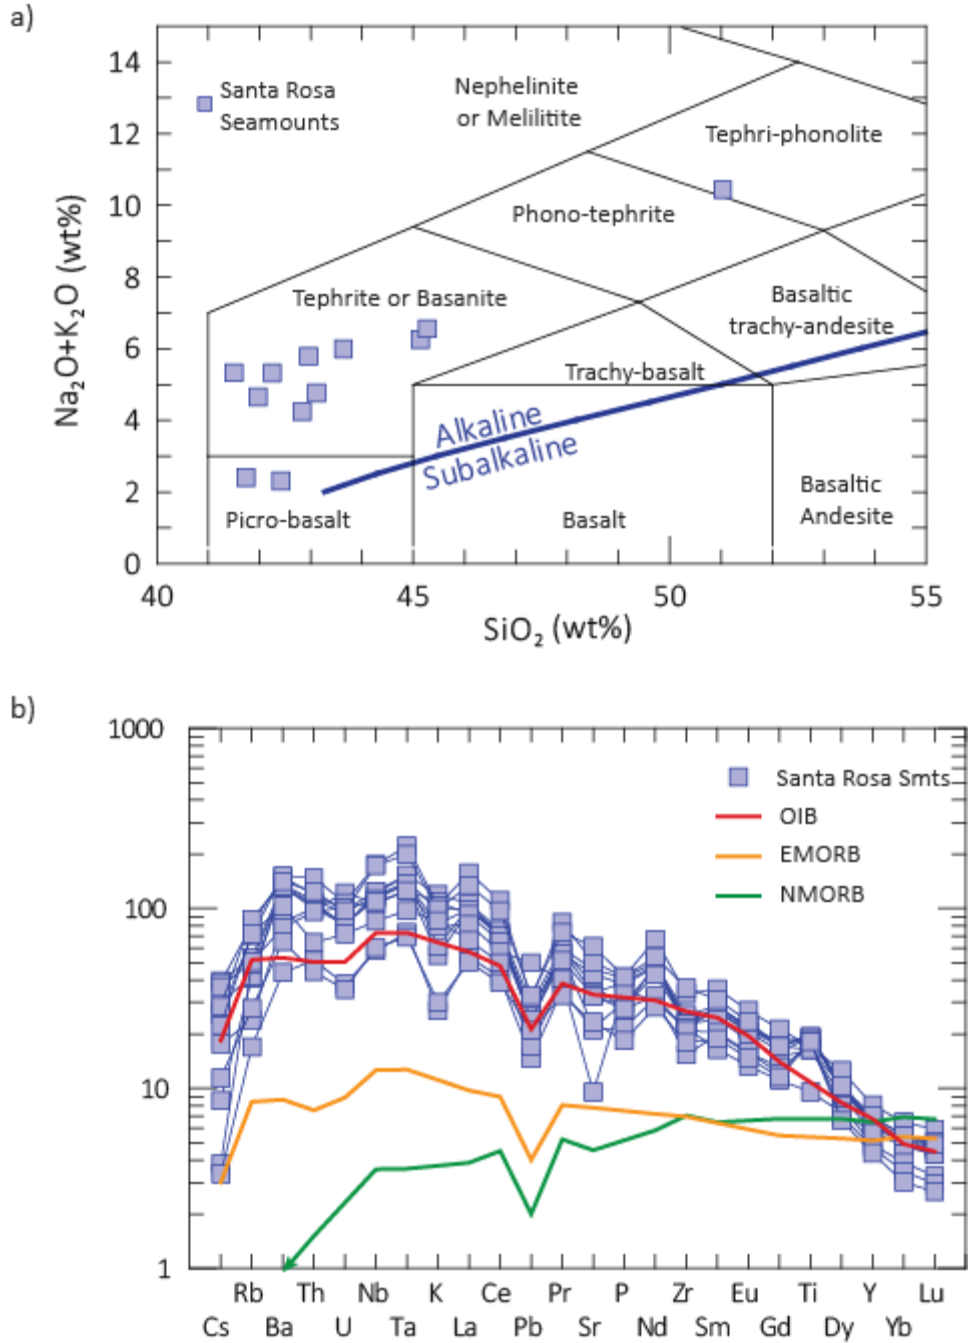 a)
14
12
10
8
6
4
2
0
Na₂O+K₂O (wt%)
Santa Rosa
Seamounts
Nephelinite
or Melilitite
Tephri-phonolite
Phono-tephrite
Tephrite or Basanite
Basaltic
trachy-andesite
Trachy-basalt
Alkaline
Subalkaline
Picro-basalt
Basalt
Basaltic
Andesite
40 45 50 55
SiO₂ (wt%)
b)
1000
100
10
1
Santa Rosa Smts
OIB
EMORB
NMORB
Rb Th Nb K Ce Pr P Zr Eu Ti Y Lu
Cs Ba U Ta La Pb Sr Nd Sm Gd Dy Yb